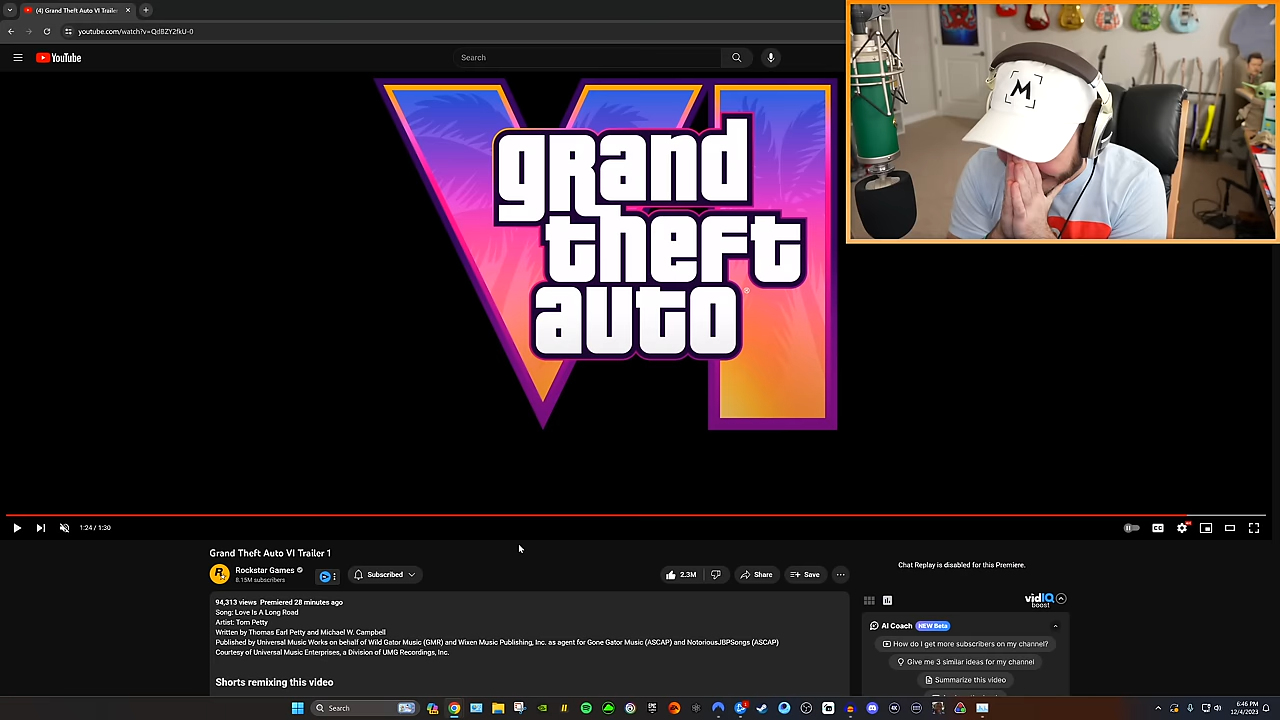 (4) Grand Theft Auto VI Trailer
youtube.com/watch?v=QdBZY2fkU-0
YouTube
Search
M
grand
theft
auto
®
1:24 / 1:30
CC
Grand Theft Auto VI Trailer 1
Rockstar Games
8.15M subscribers
Subscribed
2.3M
Share
Save
Chat Replay is disabled for this Premiere.
94,313 views Premiered 28 minutes ago
Song: Love Is A Long Road
Artist: Tom Petty
Written by Thomas Earl Petty and Michael W. Campbell
Published by Universal Music Works on behalf of Wild Gator Music (GMR) and Wixen Music Publishing, Inc. as agent for Gone Gator Music (ASCAP) and NotoriousJBPSongs (ASCAP)
Courtesy of Universal Music Enterprises, a Division of UMG Recordings, Inc.
Shorts remixing this video
vidIQ
boost
AI Coach NEW Beta
How do I get more subscribers on my channel?
Give me 3 similar ideas for my channel
Summarize this video
Search
6:46 PM
12/4/2023